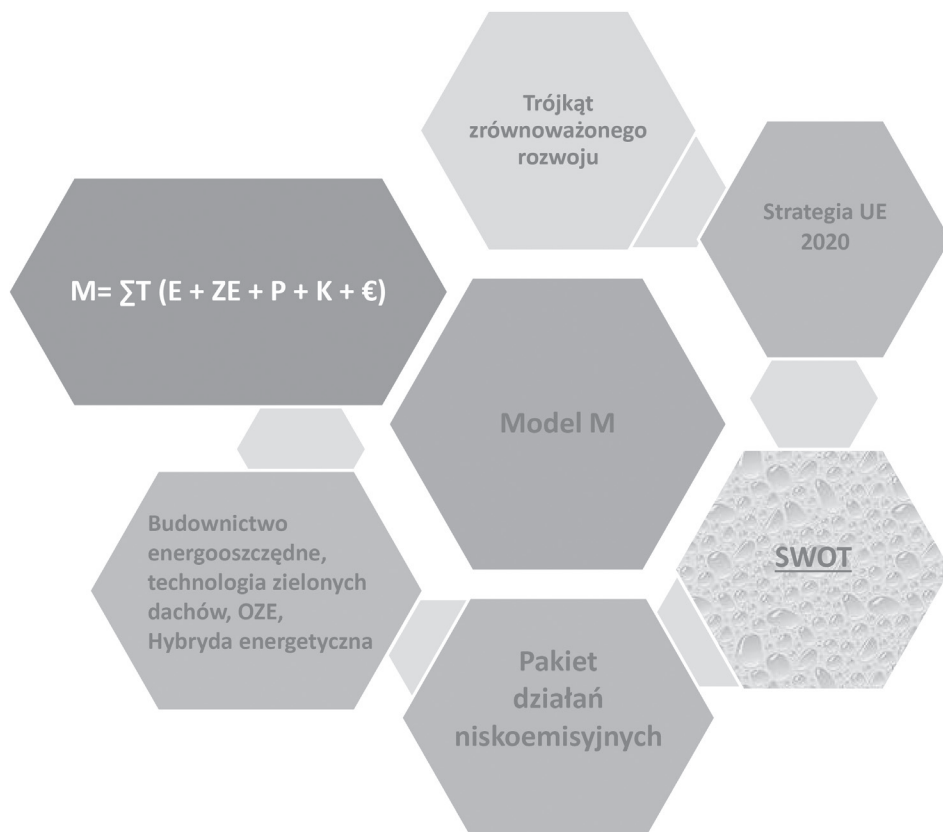 Trójkąt
zrównoważonego
rozwoju
Strategia UE
2020
M= ∑T (E + ZE + P + K + €)
Model M
Budownictwo
energooszczędne,
technologia zielonych
dachów, OZE,
Hybryda energetyczna
SWOT
Pakiet
działań
niskoemisyjnych